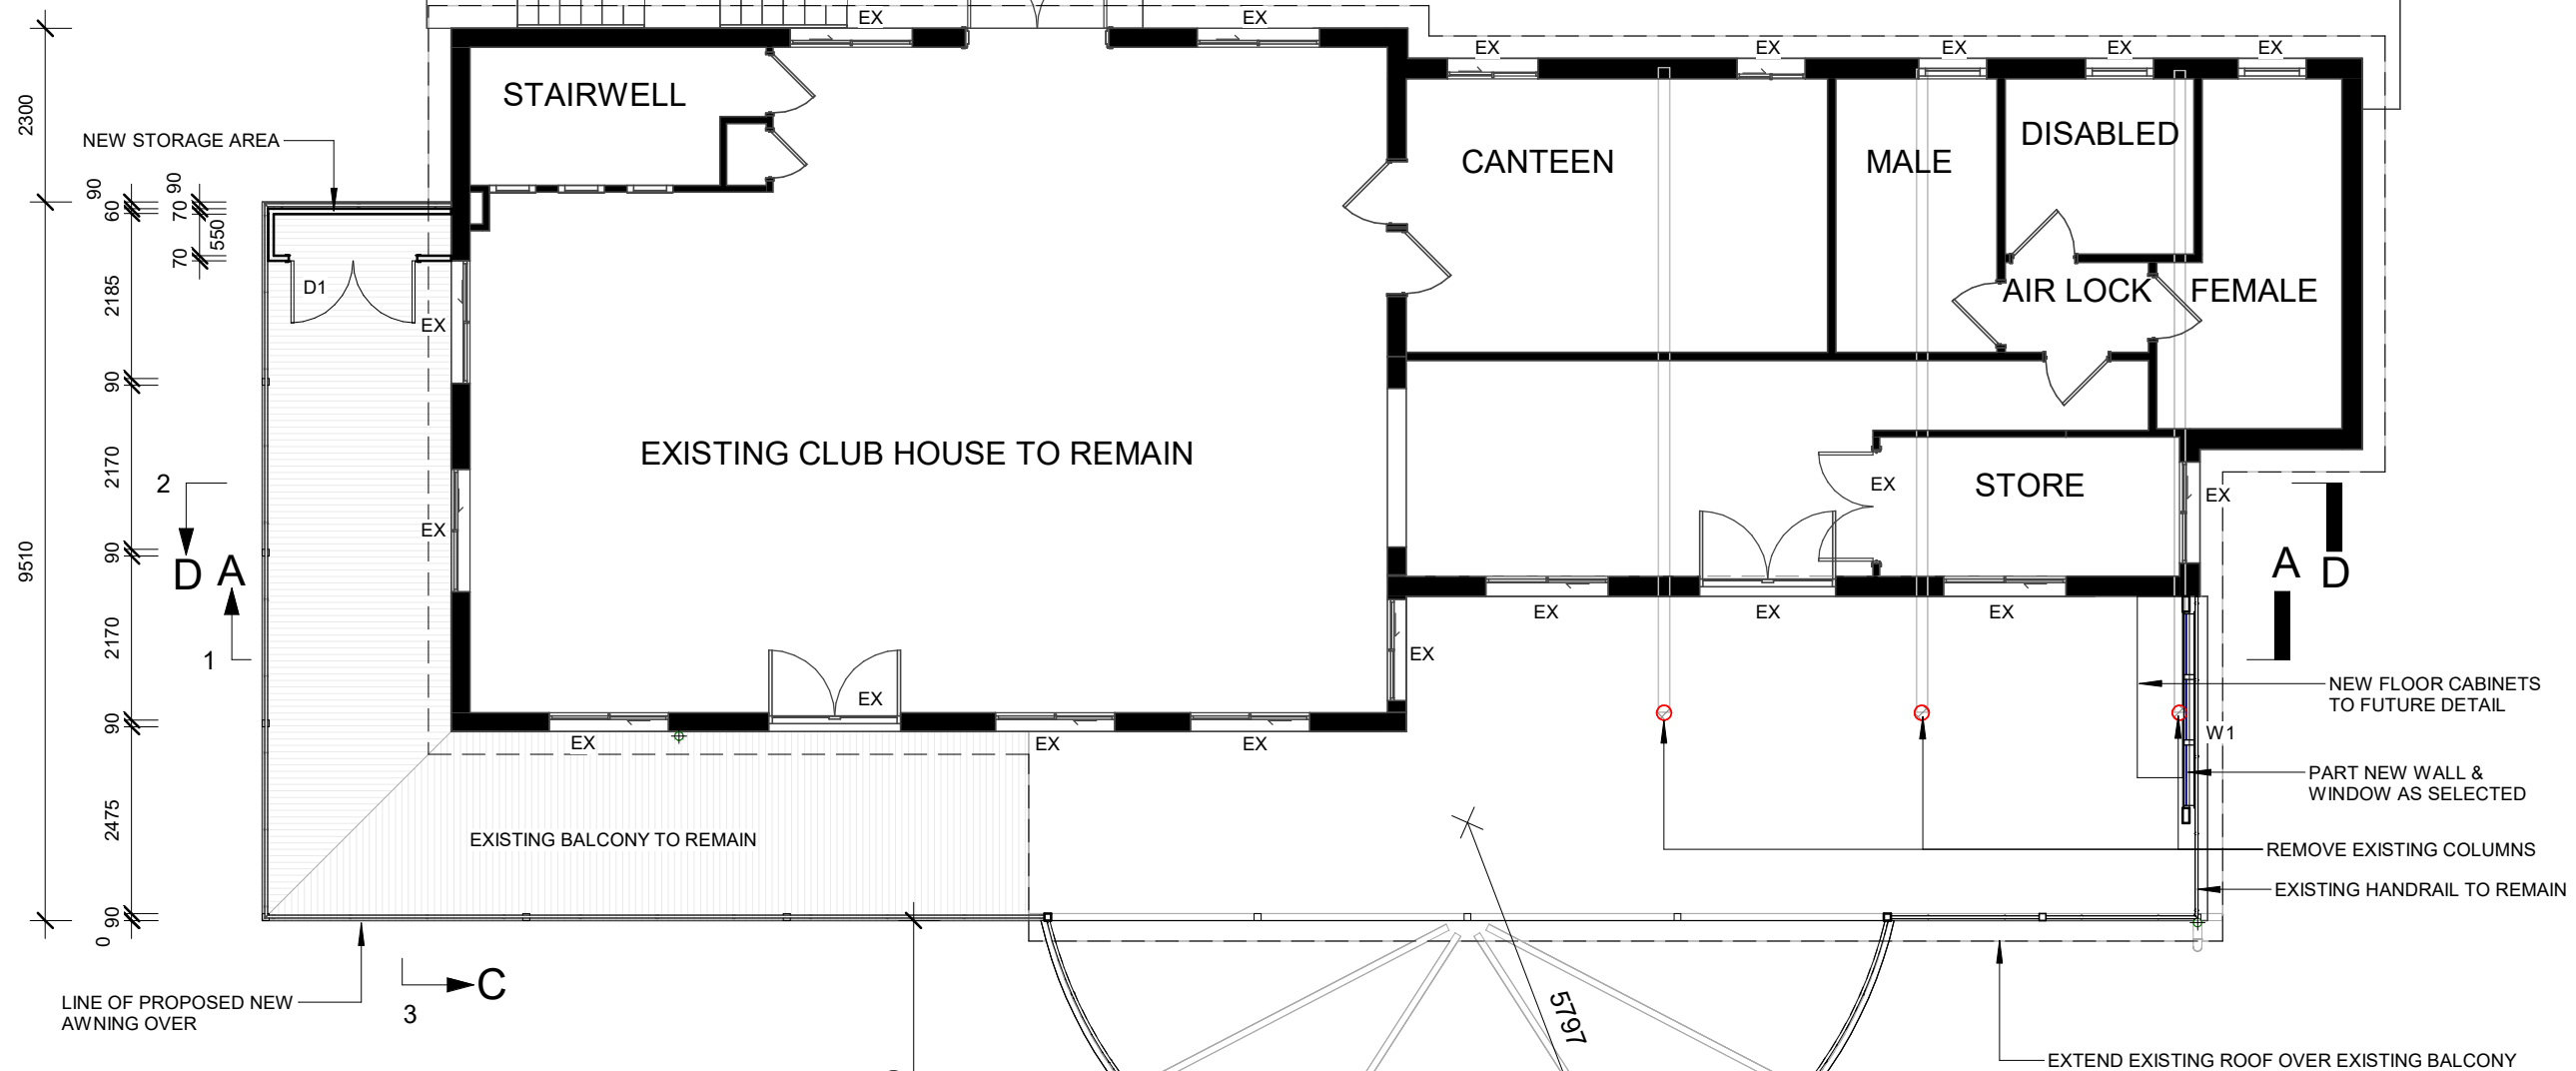 EX
EX
EX
EX
EX
EX
EX
STAIRWELL
2300
NEW STORAGE AREA
CANTEEN
MALE
DISABLED
90
60
90
70
550
70
D1
2185
EX
AIR LOCK
FEMALE
90
2170
EXISTING CLUB HOUSE TO REMAIN
2
EX
STORE
EX
EX
9510
90
D
A
A
D
EX
EX
EX
2170
1
EX
NEW FLOOR CABINETS
TO FUTURE DETAIL
EX
90
EX
EX
EX
W1
PART NEW WALL &
WINDOW AS SELECTED
2475
EXISTING BALCONY TO REMAIN
REMOVE EXISTING COLUMNS
EXISTING HANDRAIL TO REMAIN
90
0
C
3
LINE OF PROPOSED NEW
AWNING OVER
5797
EXTEND EXISTING ROOF OVER EXISTING BALCONY